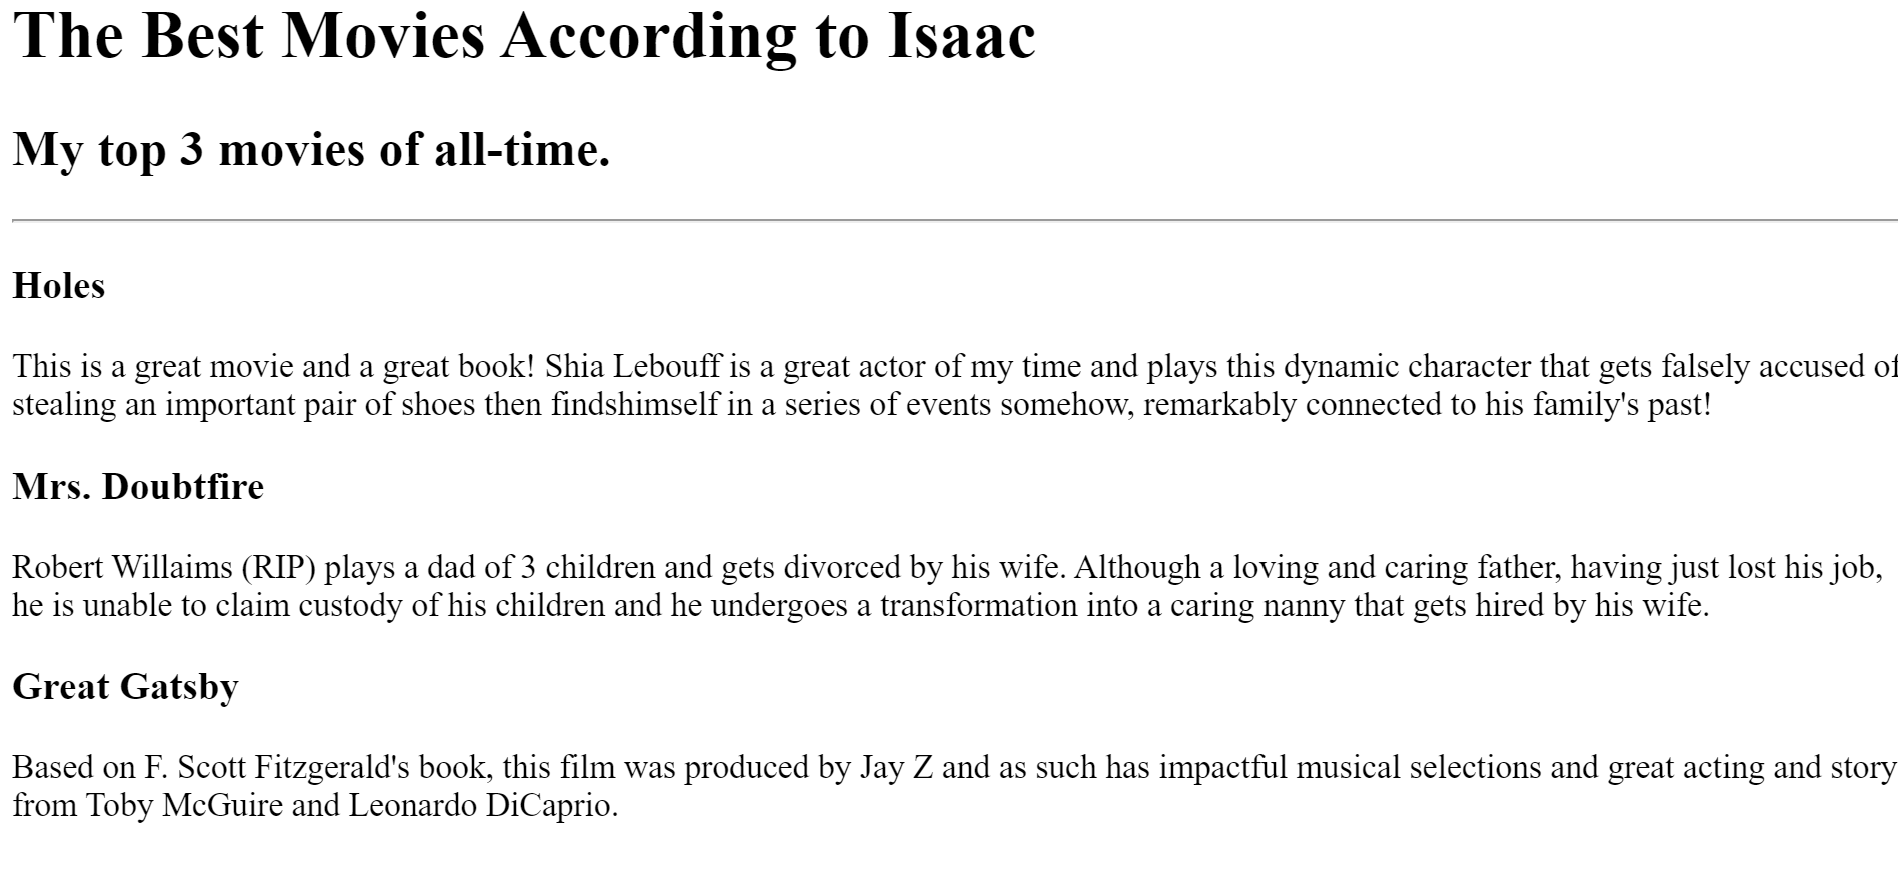 The Best Movies According to Isaac
My top 3 movies of all-time.
Holes
This is a great movie and a great book! Shia Lebouff is a great actor of my time and plays this dynamic character that gets falsely accused of
stealing an important pair of shoes then findshimself in a series of events somehow, remarkably connected to his family's past!
Mrs. Doubtfire
Robert Willaims (RIP) plays a dad of 3 children and gets divorced by his wife. Although a loving and caring father, having just lost his job,
he is unable to claim custody of his children and he undergoes a transformation into a caring nanny that gets hired by his wife.
Great Gatsby
Based on F. Scott Fitzgerald's book, this film was produced by Jay Z and as such has impactful musical selections and great acting and story
from Toby McGuire and Leonardo DiCaprio.